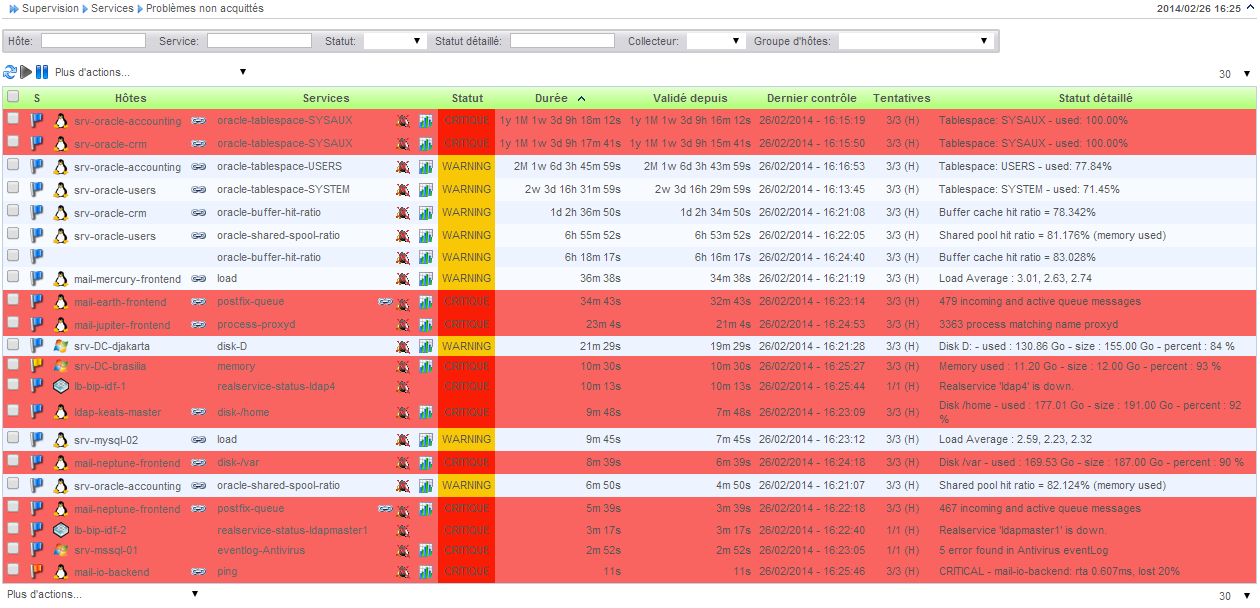 Supervision Services Problèmes non acquittés 2014/02/26 16:25
Hôte: Service: Statut: Statut détaillé: Collecteur: Groupe d'hôtes:
Plus d'actions... 30
S Hôtes Services Statut Durée Validé depuis Dernier contrôle Tentatives Statut détaillé
srv-oracle-accounting oracle-tablespace-SYSAUX CRITIQUE 1y 1M 1w 3d 9h 18m 12s 1y 1M 1w 3d 9h 16m 12s 26/02/2014 - 16:15:19 3/3 (H) Tablespace: SYSAUX - used: 100.00%
srv-oracle-crm oracle-tablespace-SYSAUX CRITIQUE 1y 1M 1w 3d 9h 17m 41s 1y 1M 1w 3d 9h 15m 41s 26/02/2014 - 16:15:50 3/3 (H) Tablespace: SYSAUX - used: 100.00%
srv-oracle-accounting oracle-tablespace-USERS WARNING 2M 1w 6d 3h 45m 59s 2M 1w 6d 3h 43m 59s 26/02/2014 - 16:16:53 3/3 (H) Tablespace: USERS - used: 77.84%
srv-oracle-users oracle-tablespace-SYSTEM WARNING 2w 3d 16h 31m 59s 2w 3d 16h 29m 59s 26/02/2014 - 16:13:45 3/3 (H) Tablespace: SYSTEM - used: 71.45%
srv-oracle-crm oracle-buffer-hit-ratio WARNING 1d 2h 36m 50s 1d 2h 34m 50s 26/02/2014 - 16:21:08 3/3 (H) Buffer cache hit ratio = 78.342%
srv-oracle-users oracle-shared-spool-ratio WARNING 6h 55m 52s 6h 53m 52s 26/02/2014 - 16:22:05 3/3 (H) Shared pool hit ratio = 81.176% (memory used)
oracle-buffer-hit-ratio WARNING 6h 18m 17s 6h 16m 17s 26/02/2014 - 16:24:40 3/3 (H) Buffer cache hit ratio = 83.028%
mail-mercury-frontend load WARNING 36m 38s 34m 38s 26/02/2014 - 16:21:19 3/3 (H) Load Average : 3.01, 2.63, 2.74
mail-earth-frontend postfix-queue CRITIQUE 34m 43s 32m 43s 26/02/2014 - 16:23:14 3/3 (H) 479 incoming and active queue messages
mail-jupiter-frontend process-proxyd CRITIQUE 23m 4s 21m 4s 26/02/2014 - 16:24:53 3/3 (H) 3363 process matching name proxyd
srv-DC-djakarta disk-D WARNING 21m 29s 19m 29s 26/02/2014 - 16:21:28 3/3 (H) Disk D: - used : 130.86 Go - size : 155.00 Go - percent : 84 %
srv-DC-brasilia memory CRITIQUE 10m 30s 10m 30s 26/02/2014 - 16:25:27 3/3 (H) Memory used : 11.20 Go - size : 12.00 Go - percent : 93 %
lb-bip-idf-1 realservice-status-ldap4 CRITIQUE 10m 13s 10m 13s 26/02/2014 - 16:25:44 1/1 (H) Realservice 'ldap4' is down.
ldap-keats-master disk-/home CRITIQUE 9m 48s 7m 48s 26/02/2014 - 16:23:09 3/3 (H) Disk /home - used : 177.01 Go - size : 191.00 Go - percent : 92
%
srv-mysql-02 load WARNING 9m 45s 7m 45s 26/02/2014 - 16:23:12 3/3 (H) Load Average : 2.59, 2.23, 2.32
mail-neptune-frontend disk-/var CRITIQUE 8m 39s 6m 39s 26/02/2014 - 16:24:18 3/3 (H) Disk /var - used : 169.53 Go - size : 187.00 Go - percent : 90 %
srv-oracle-accounting oracle-shared-spool-ratio WARNING 6m 50s 4m 50s 26/02/2014 - 16:21:07 3/3 (H) Shared pool hit ratio = 82.124% (memory used)
mail-neptune-frontend postfix-queue CRITIQUE 5m 39s 3m 39s 26/02/2014 - 16:22:18 3/3 (H) 467 incoming and active queue messages
lb-bip-idf-2 realservice-status-ldapmaster1 CRITIQUE 3m 17s 3m 17s 26/02/2014 - 16:22:40 1/1 (H) Realservice 'ldapmaster1' is down.
srv-mssql-01 eventlog-Antivirus CRITIQUE 2m 52s 2m 52s 26/02/2014 - 16:23:05 1/1 (H) 5 error found in Antivirus eventLog
mail-io-backend ping CRITIQUE 11s 11s 26/02/2014 - 16:25:46 3/3 (H) CRITICAL - mail-io-backend: rta 0.607ms, lost 20%
Plus d'actions... 30